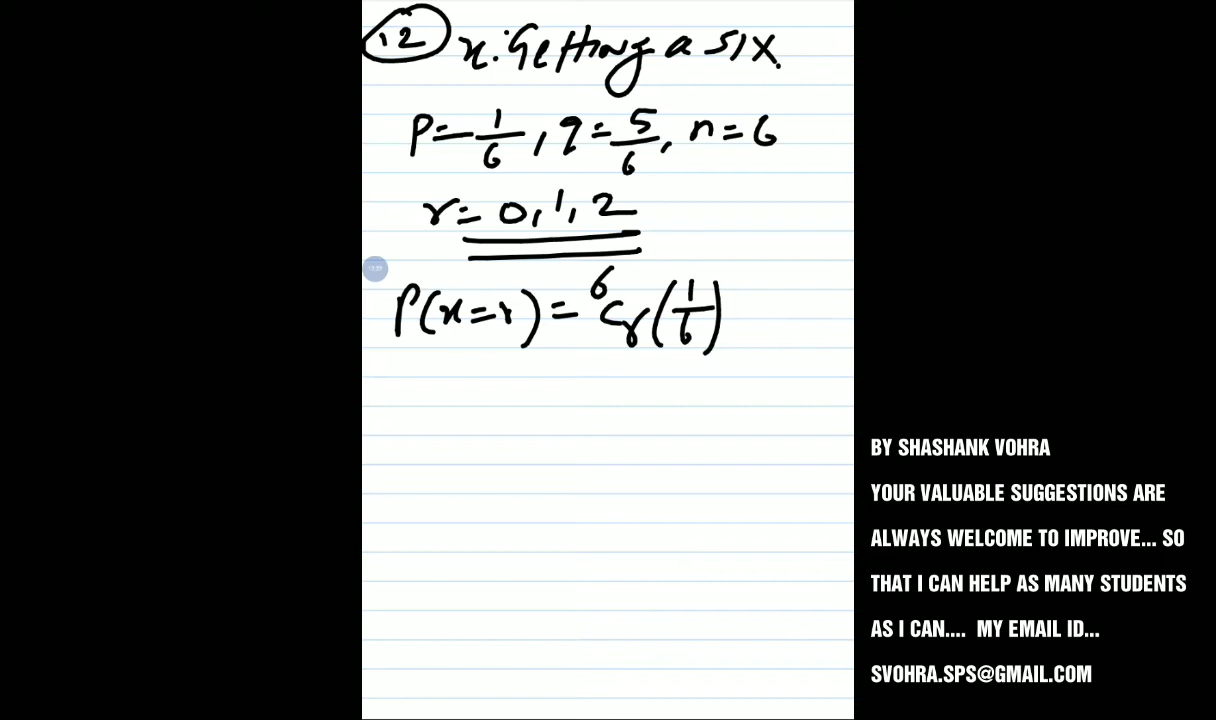 12 x: Getting a six.
P = 1/6, q = 5/6, n = 6
r = 0, 1, 2
P(x=r) = ⁶Cr(1/6)
BY SHASHANK VOHRA
YOUR VALUABLE SUGGESTIONS ARE
ALWAYS WELCOME TO IMPROVE... SO
THAT I CAN HELP AS MANY STUDENTS
AS I CAN.... MY EMAIL ID...
SVOHRA.SPS@GMAIL.COM